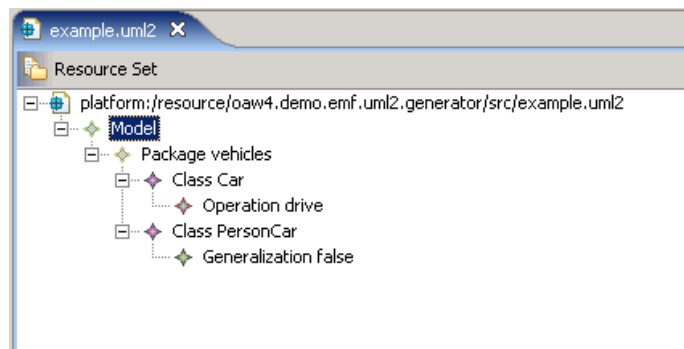 example.uml2
Resource Set
platform:/resource/oaw4.demo.emf.uml2.generator/src/example.uml2
Model
Package vehicles
Class Car
Operation drive
Class PersonCar
Generalization false